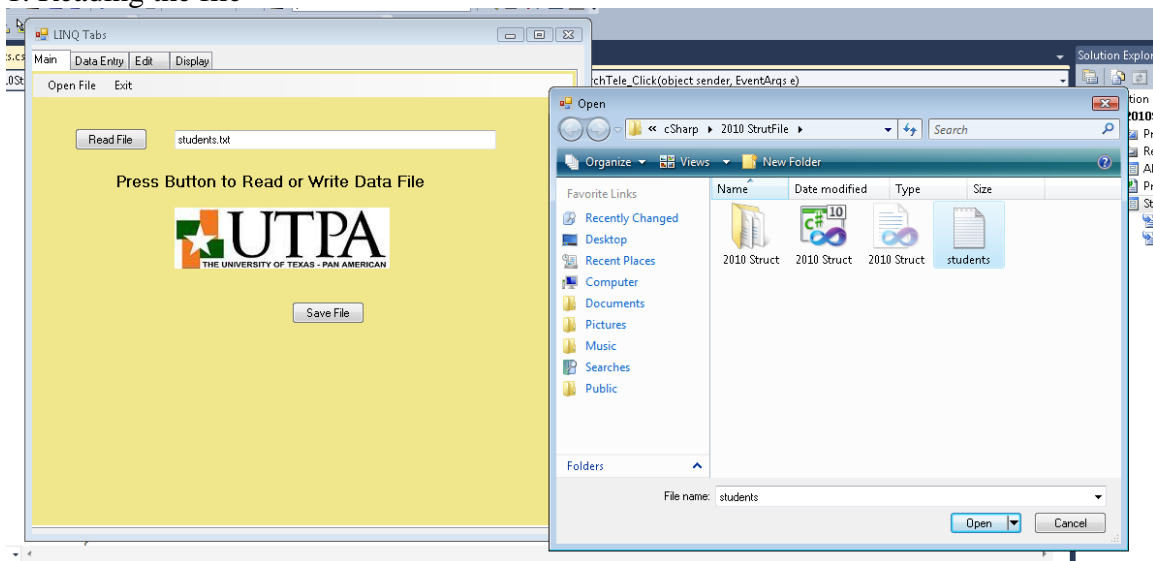 1. Reading the file
LINQ Tabs
Main Data Entry Edit Display
Open File Exit
Read File students.txt
Press Button to Read or Write Data File
UTPA
THE UNIVERSITY OF TEXAS - PAN AMERICAN
Save File
rchTele_Click(object sender, EventArgs e)
Solution Explor
Open
« cSharp ▸ 2010 StrutFile ▸ Search
Organize Views New Folder
Favorite Links
Recently Changed
Desktop
Recent Places
Computer
Documents
Pictures
Music
Searches
Public
Folders
Name Date modified Type Size
2010 Struct 2010 Struct 2010 Struct students
File name: students
Open Cancel